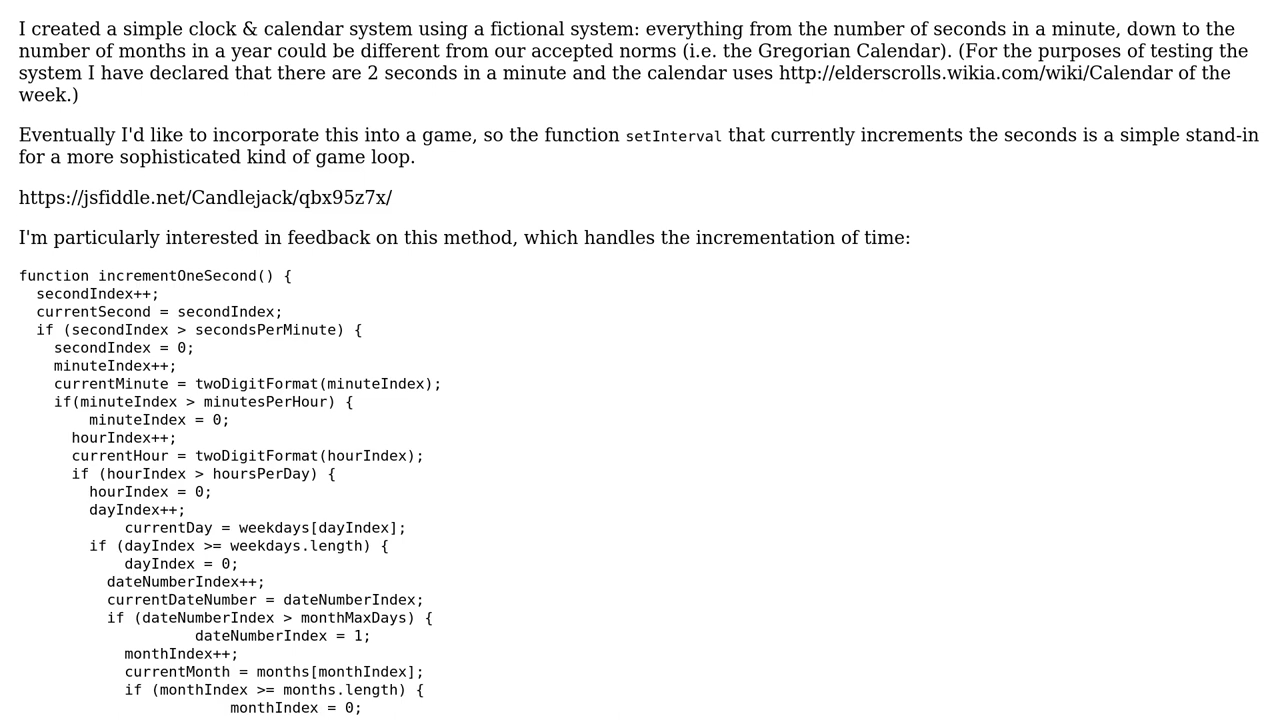 I created a simple clock & calendar system using a fictional system: everything from the number of seconds in a minute, down to the
number of months in a year could be different from our accepted norms (i.e. the Gregorian Calendar). (For the purposes of testing the
system I have declared that there are 2 seconds in a minute and the calendar uses http://elderscrolls.wikia.com/wiki/Calendar of the
week.)
Eventually I'd like to incorporate this into a game, so the function setInterval that currently increments the seconds is a simple stand-in
for a more sophisticated kind of game loop.
https://jsfiddle.net/Candlejack/qbx95z7x/
I'm particularly interested in feedback on this method, which handles the incrementation of time:
function incrementOneSecond() {
  secondIndex++;
  currentSecond = secondIndex;
  if (secondIndex > secondsPerMinute) {
    secondIndex = 0;
    minuteIndex++;
    currentMinute = twoDigitFormat(minuteIndex);
    if(minuteIndex > minutesPerHour) {
        minuteIndex = 0;
      hourIndex++;
      currentHour = twoDigitFormat(hourIndex);
      if (hourIndex > hoursPerDay) {
        hourIndex = 0;
        dayIndex++;
            currentDay = weekdays[dayIndex];
        if (dayIndex >= weekdays.length) {
            dayIndex = 0;
          dateNumberIndex++;
          currentDateNumber = dateNumberIndex;
          if (dateNumberIndex > monthMaxDays) {
                    dateNumberIndex = 1;
            monthIndex++;
            currentMonth = months[monthIndex];
            if (monthIndex >= months.length) {
                        monthIndex = 0;